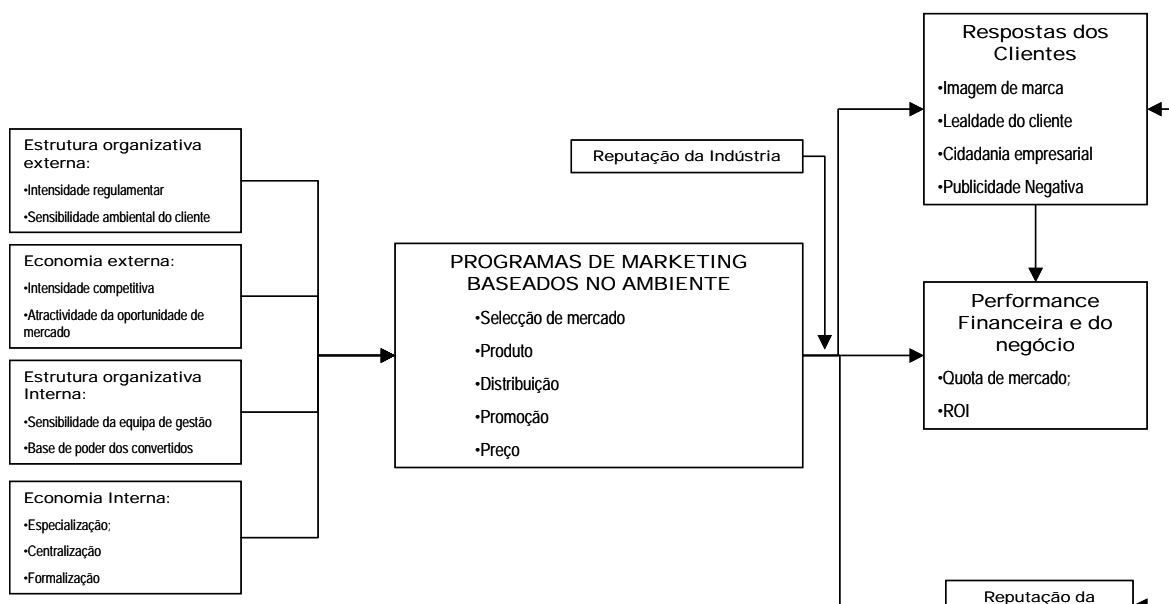 Estrutura organizativa
externa:
•Intensidade regulamentar
•Sensibilidade ambiental do cliente
Economia externa:
•Intensidade competitiva
•Atractividade da oportunidade de
mercado
Estrutura organizativa
Interna:
•Sensibilidade da equipa de gestão
•Base de poder dos convertidos
Economia Interna:
•Especialização;
•Centralização
•Formalização
PROGRAMAS DE MARKETING
BASEADOS NO AMBIENTE
•Selecção de mercado
•Produto
•Distribuição
•Promoção
•Preço
Reputação da Indústria
Respostas dos
Clientes
•Imagem de marca
•Lealdade do cliente
•Cidadania empresarial
•Publicidade Negativa
Performance
Financeira e do
negócio
•Quota de mercado;
•ROI
Reputação da